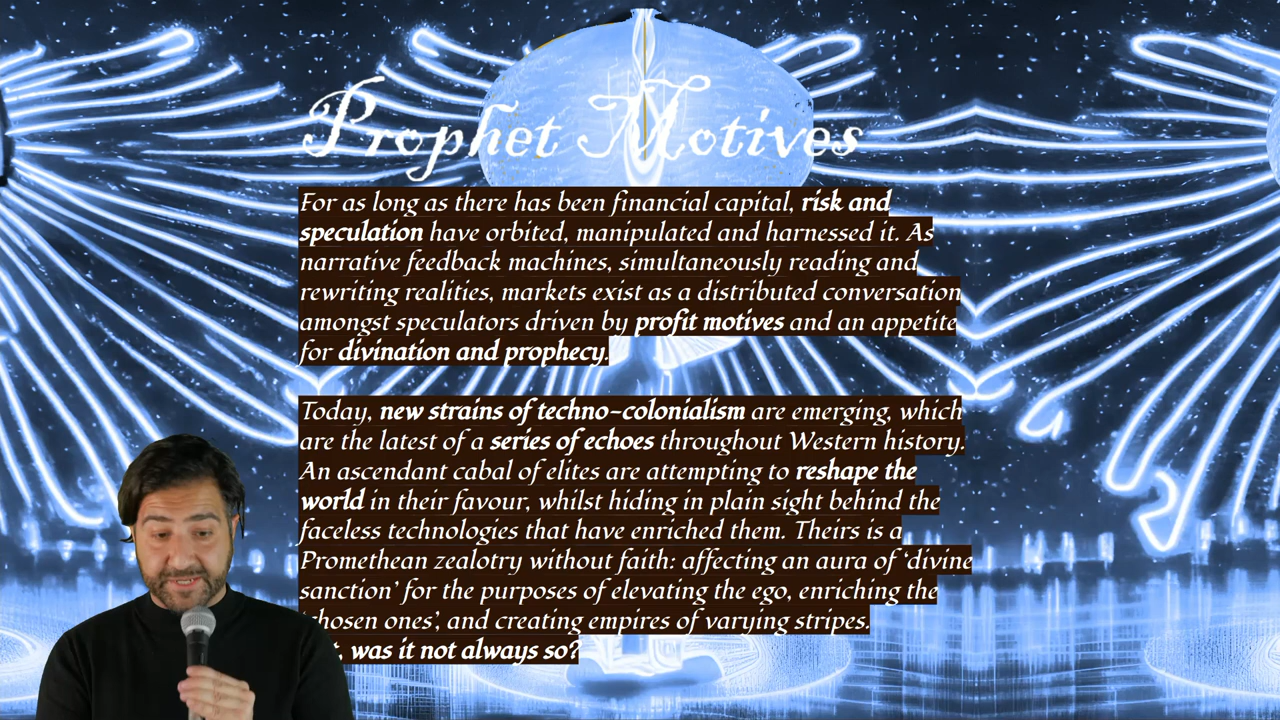 Prophet Motives
For as long as there has been financial capital, risk and
speculation have orbited, manipulated and harnessed it. As
narrative feedback machines, simultaneously reading and
rewriting realities, markets exist as a distributed conversation
amongst speculators driven by profit motives and an appetite
for divination and prophecy.
Today, new strains of techno-colonialism are emerging, which
are the latest of a series of echoes throughout Western history.
An ascendant cabal of elites are attempting to reshape the
world in their favour, whilst hiding in plain sight behind the
faceless technologies that have enriched them. Theirs is a
Promethean zealotry without faith: affecting an aura of ‘divine
sanction’ for the purposes of elevating the ego, enriching the
‘chosen ones’, and creating empires of varying stripes.
was it not always so?